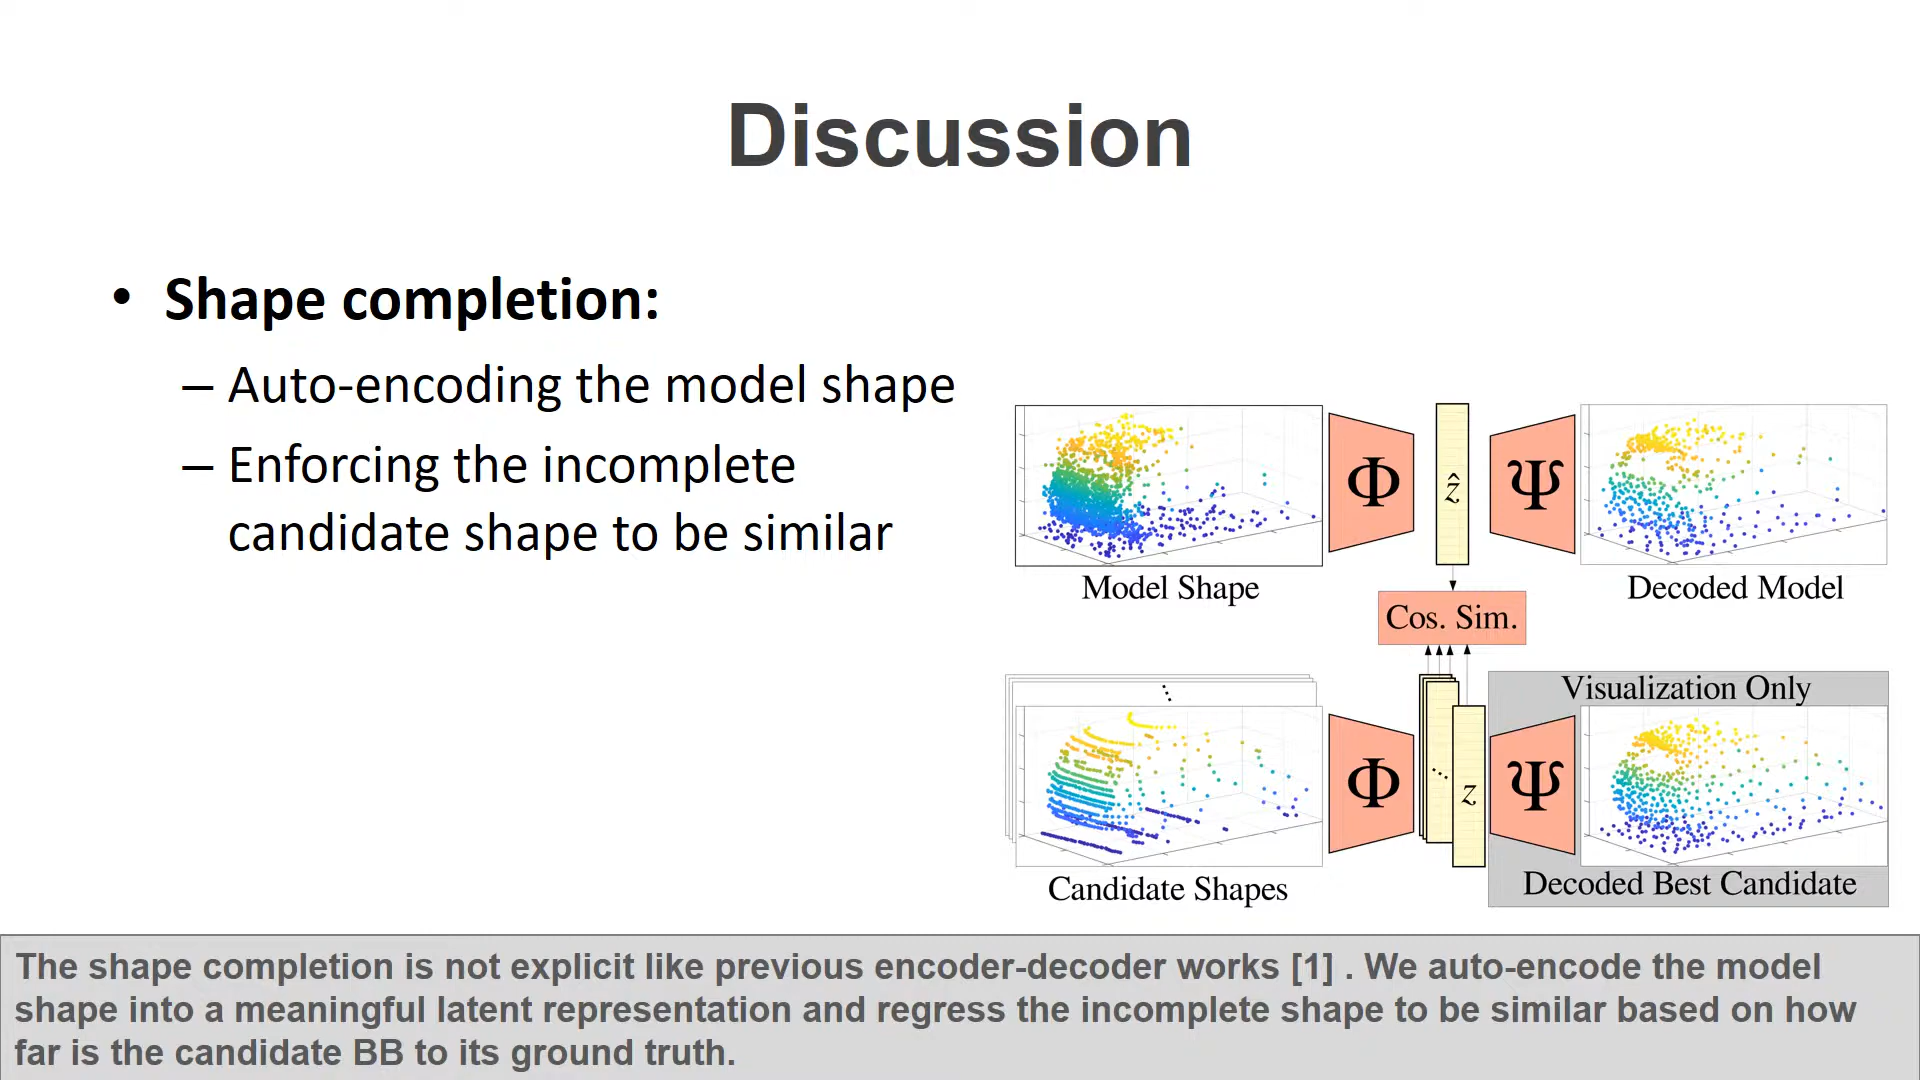 Discussion
• Shape completion:
– Auto-encoding the model shape
– Enforcing the incomplete
candidate shape to be similar
Φ
ẑ
Ψ
Model Shape
Decoded Model
Cos. Sim.
Visualization Only
Φ
z
Ψ
Candidate Shapes
Decoded Best Candidate
The shape completion is not explicit like previous encoder-decoder works [1] . We auto-encode the model
shape into a meaningful latent representation and regress the incomplete shape to be similar based on how
far is the candidate BB to its ground truth.